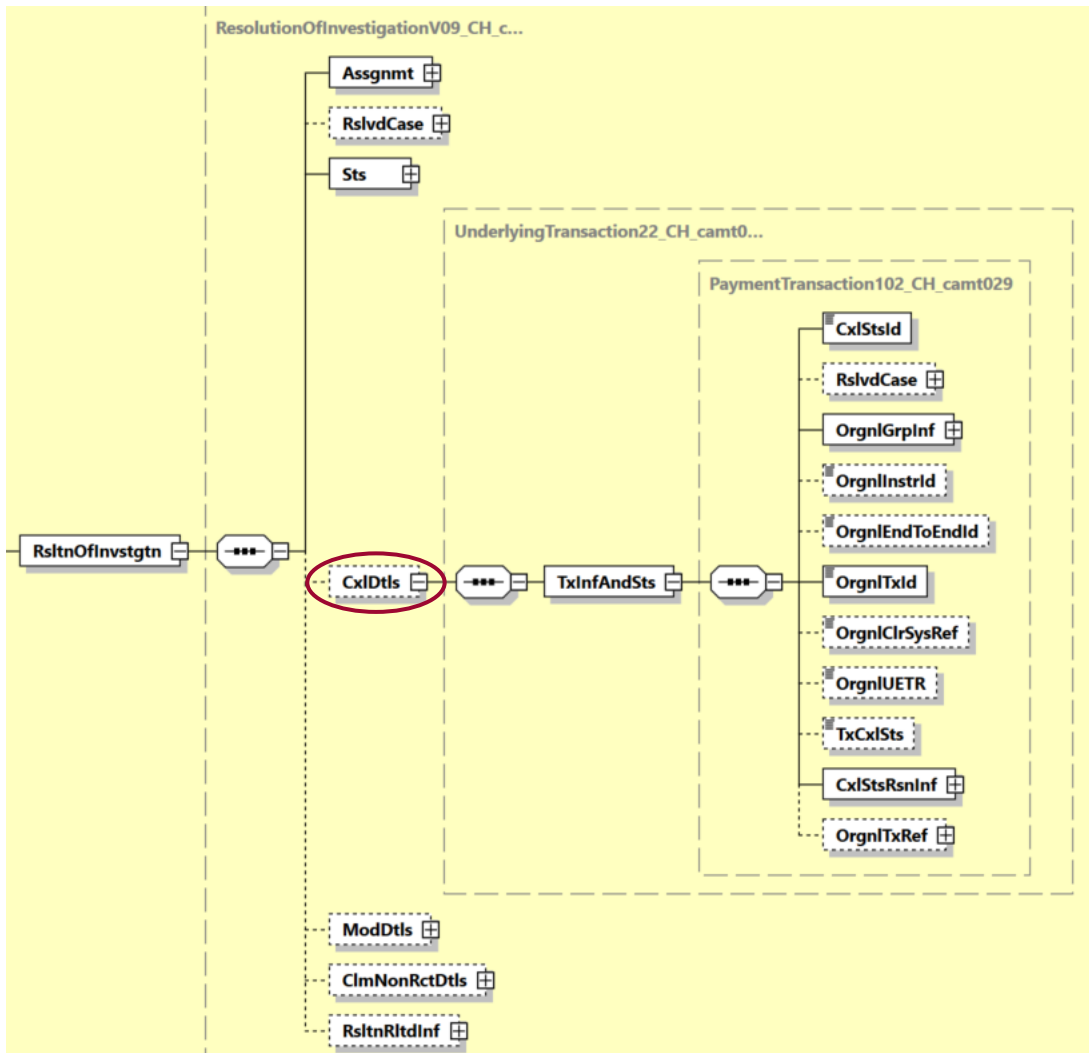 ResolutionOfInvestigationV09_CH_c...
Assgnmt
RslvdCase
Sts
UnderlyingTransaction22_CH_camt0...
PaymentTransaction102_CH_camt029
CxlStsId
RslvdCase
OrgnlGrpInf
OrgnlInstrId
OrgnlEndToEndId
RsltnOfInvstgtn
CxlDtls
TxInfAndSts
OrgnlTxId
OrgnlClrSysRef
OrgnlUETR
TxCxlSts
CxlStsRsnInf
OrgnlTxRef
ModDtls
ClmNonRctDtls
RsltnRltdInf